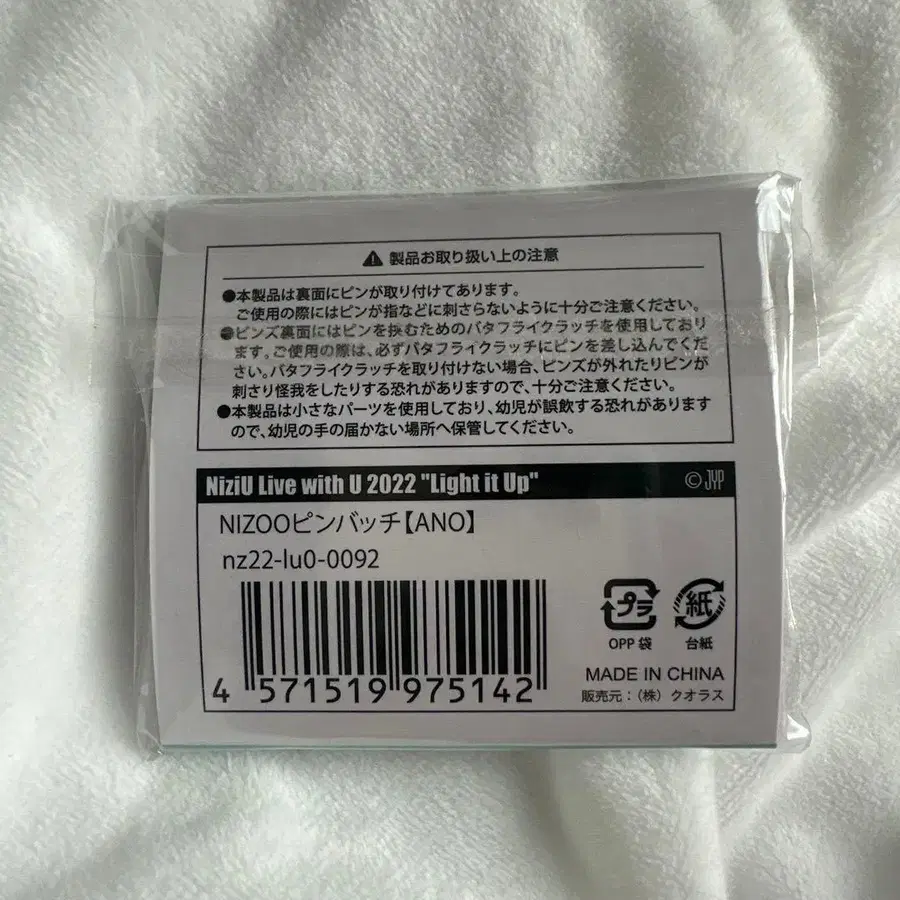 ⚠ 製品お取り扱い上の注意
●本製品は裏面にピンが取り付けてあります。
ご使用の際にはピンが指などに刺さらないように十分ご注意ください。
●ピンズ裏面にはピンを挟むためのバタフライクラッチを使用しており
ます。ご使用の際は、必ずバタフライクラッチにピンを差し込んでくだ
さい。バタフライクラッチを取り付けない場合、ピンズが外れたりピンが
刺さり怪我をしたりする恐れがありますので、十分ご注意ください。
●本製品は小さなパーツを使用しており、幼児が誤飲する恐れがあります
ので、幼児の手の届かない場所へ保管してください。
NiziU Live with U 2022 "Light it Up" © JYP
NIZOOピンバッチ【ANO】
nz22-lu0-0092
プラ 紙
OPP 袋 台紙
MADE IN CHINA
販売元：（株）クオラス
4 571519 975142